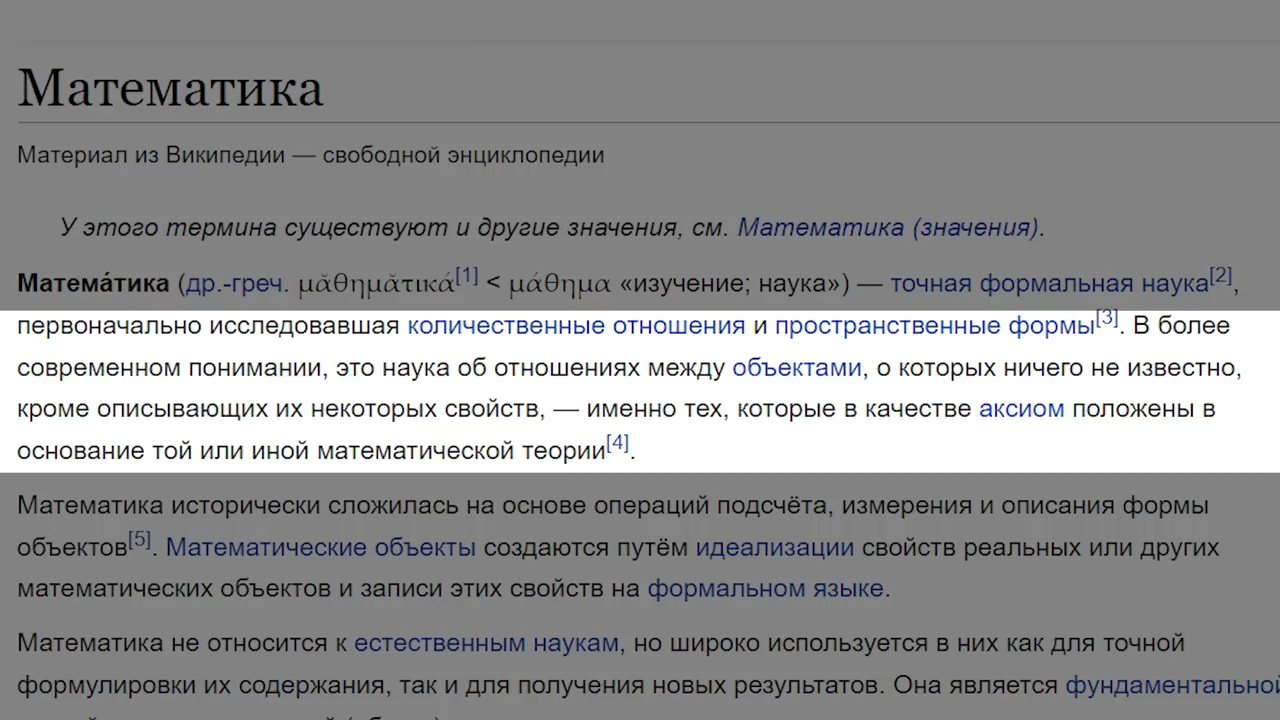 Математика
Материал из Википедии — свободной энциклопедии
У этого термина существуют и другие значения, см. Математика (значения).
Матема́тика (др.-греч. μᾰθημᾰτικά[1] < μάθημα «изучение; наука») — точная формальная наука[2],
первоначально исследовавшая количественные отношения и пространственные формы[3]. В более
современном понимании, это наука об отношениях между объектами, о которых ничего не известно,
кроме описывающих их некоторых свойств, — именно тех, которые в качестве аксиом положены в
основание той или иной математической теории[4].
Математика исторически сложилась на основе операций подсчёта, измерения и описания формы
объектов[5]. Математические объекты создаются путём идеализации свойств реальных или других
математических объектов и записи этих свойств на формальном языке.
Математика не относится к естественным наукам, но широко используется в них как для точной
формулировки их содержания, так и для получения новых результатов. Она является фундаментальной